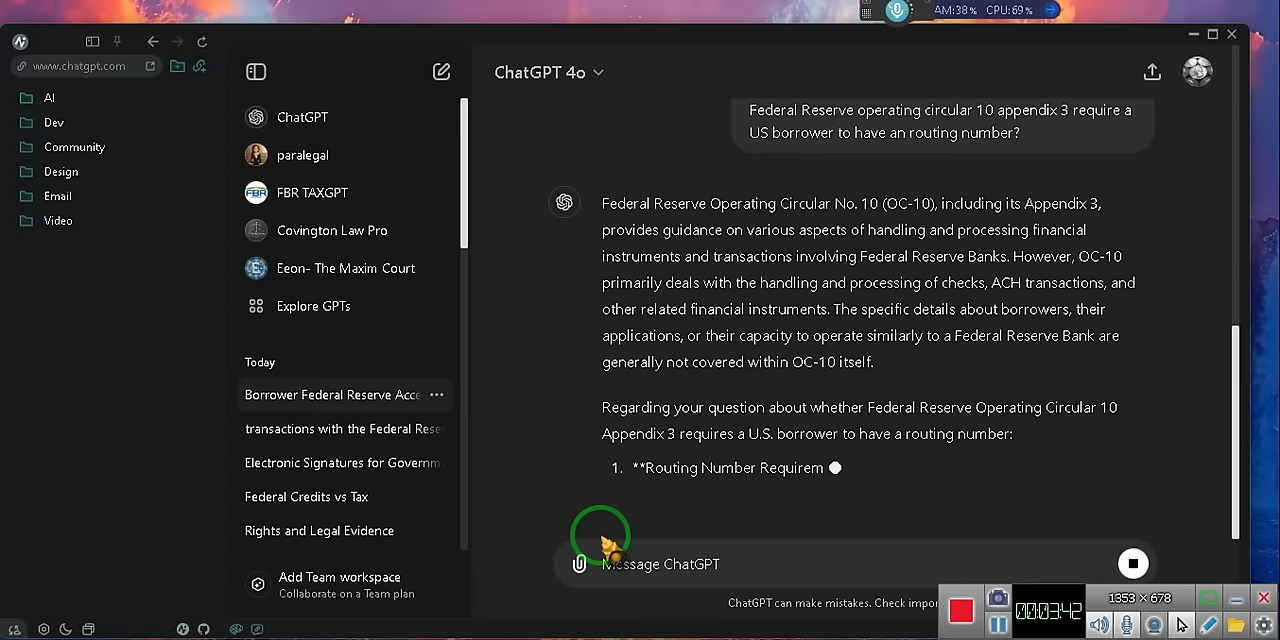 AM:38% CPU:69%
www.chatgpt.com
AI
Dev
Community
Design
Email
Video
ChatGPT
paralegal
FBR TAXGPT
Covington Law Pro
Eeon- The Maxim Court
Explore GPTs
Today
Borrower Federal Reserve Acce
transactions with the Federal Rese
Electronic Signatures for Governm
Federal Credits vs Tax
Rights and Legal Evidence
Add Team workspace
Collaborate on a Team plan
ChatGPT 4o
Federal Reserve operating circular 10 appendix 3 require a
US borrower to have an routing number?
Federal Reserve Operating Circular No. 10 (OC-10), including its Appendix 3,
provides guidance on various aspects of handling and processing financial
instruments and transactions involving Federal Reserve Banks. However, OC-10
primarily deals with the handling and processing of checks, ACH transactions, and
other related financial instruments. The specific details about borrowers, their
applications, or their capacity to operate similarly to a Federal Reserve Bank are
generally not covered within OC-10 itself.
Regarding your question about whether Federal Reserve Operating Circular 10
Appendix 3 requires a U.S. borrower to have a routing number:
1. **Routing Number Requirem
Message ChatGPT
ChatGPT can make mistakes. Check impor
1353 × 678
00:03:42